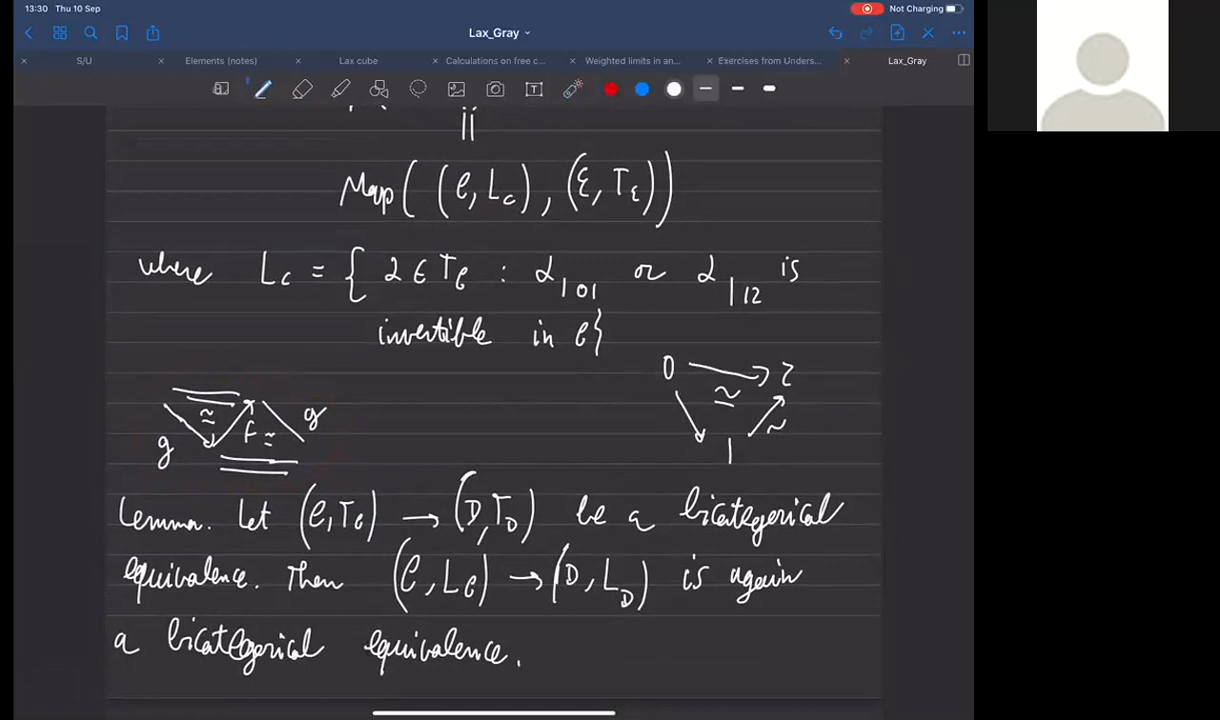 13:30 Thu 10 Sep
Not Charging
Lax_Gray
S/U
Elements (notes)
Lax cube
Calculations on free c...
Weighted limits in an...
Exercises from Unders...
Lax_Gray
Map((C, L_C), (E, T_E))
where L_C = { 2 ∈ T_C : α|01 or α|12 is
invertible in C}
0 → 2
≃
~
1
≃ g
g f ≃
Lemma. Let (C, T_C) → (D, T_D) be a bicategorical
equivalence. Then (C, L_C) → (D, L_D) is again
a bicategorical equivalence.